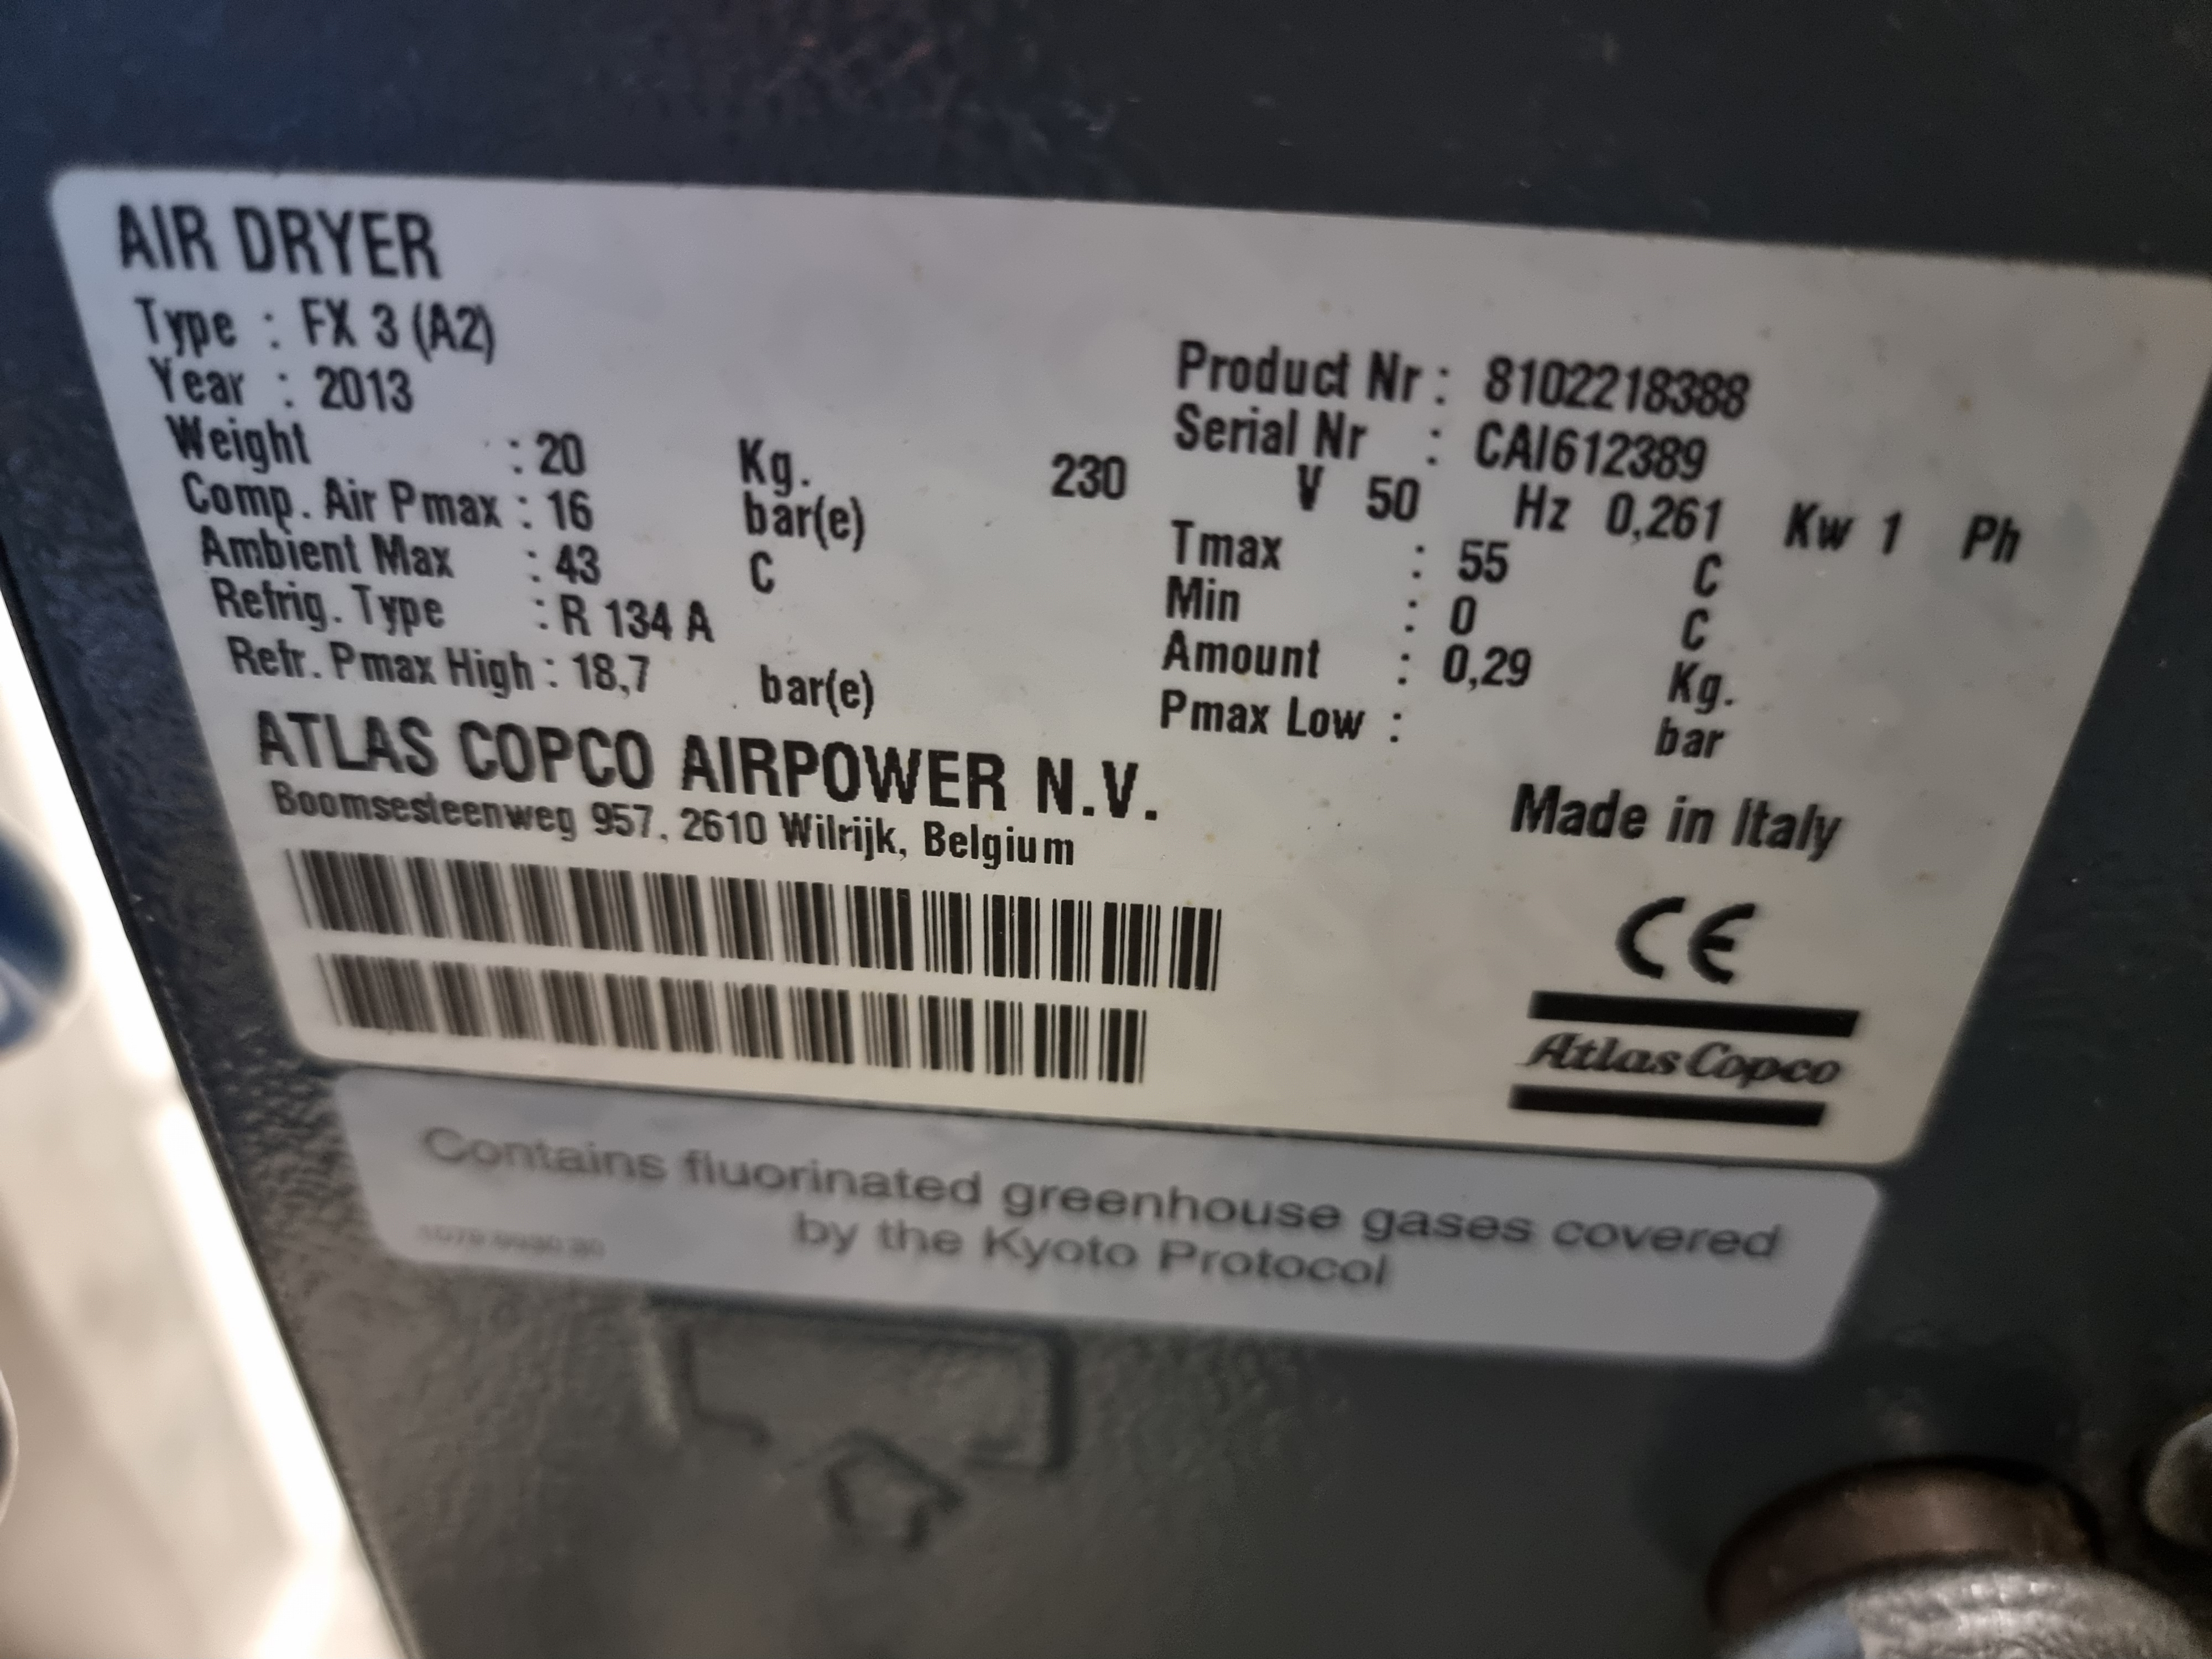 AIR DRYER
Type : FX 3 (A2)
Year : 2013
Product Nr : 8102218388
Weight : 20 Kg.
Serial Nr : CAI612389
Comp. Air Pmax : 16 bar(e)
230 V 50 Hz 0,261 Kw 1 Ph
Ambient Max : 43 C
Tmax : 55 C
Refrig. Type : R 134 A
Min : 0 C
Refr. Pmax High : 18,7 bar(e)
Amount : 0,29 Kg.
Pmax Low : bar
ATLAS COPCO AIRPOWER N.V.
Boomsesteenweg 957, 2610 Wilrijk, Belgium
Made in Italy
CE
Atlas Copco
Contains fluorinated greenhouse gases covered
by the Kyoto Protocol